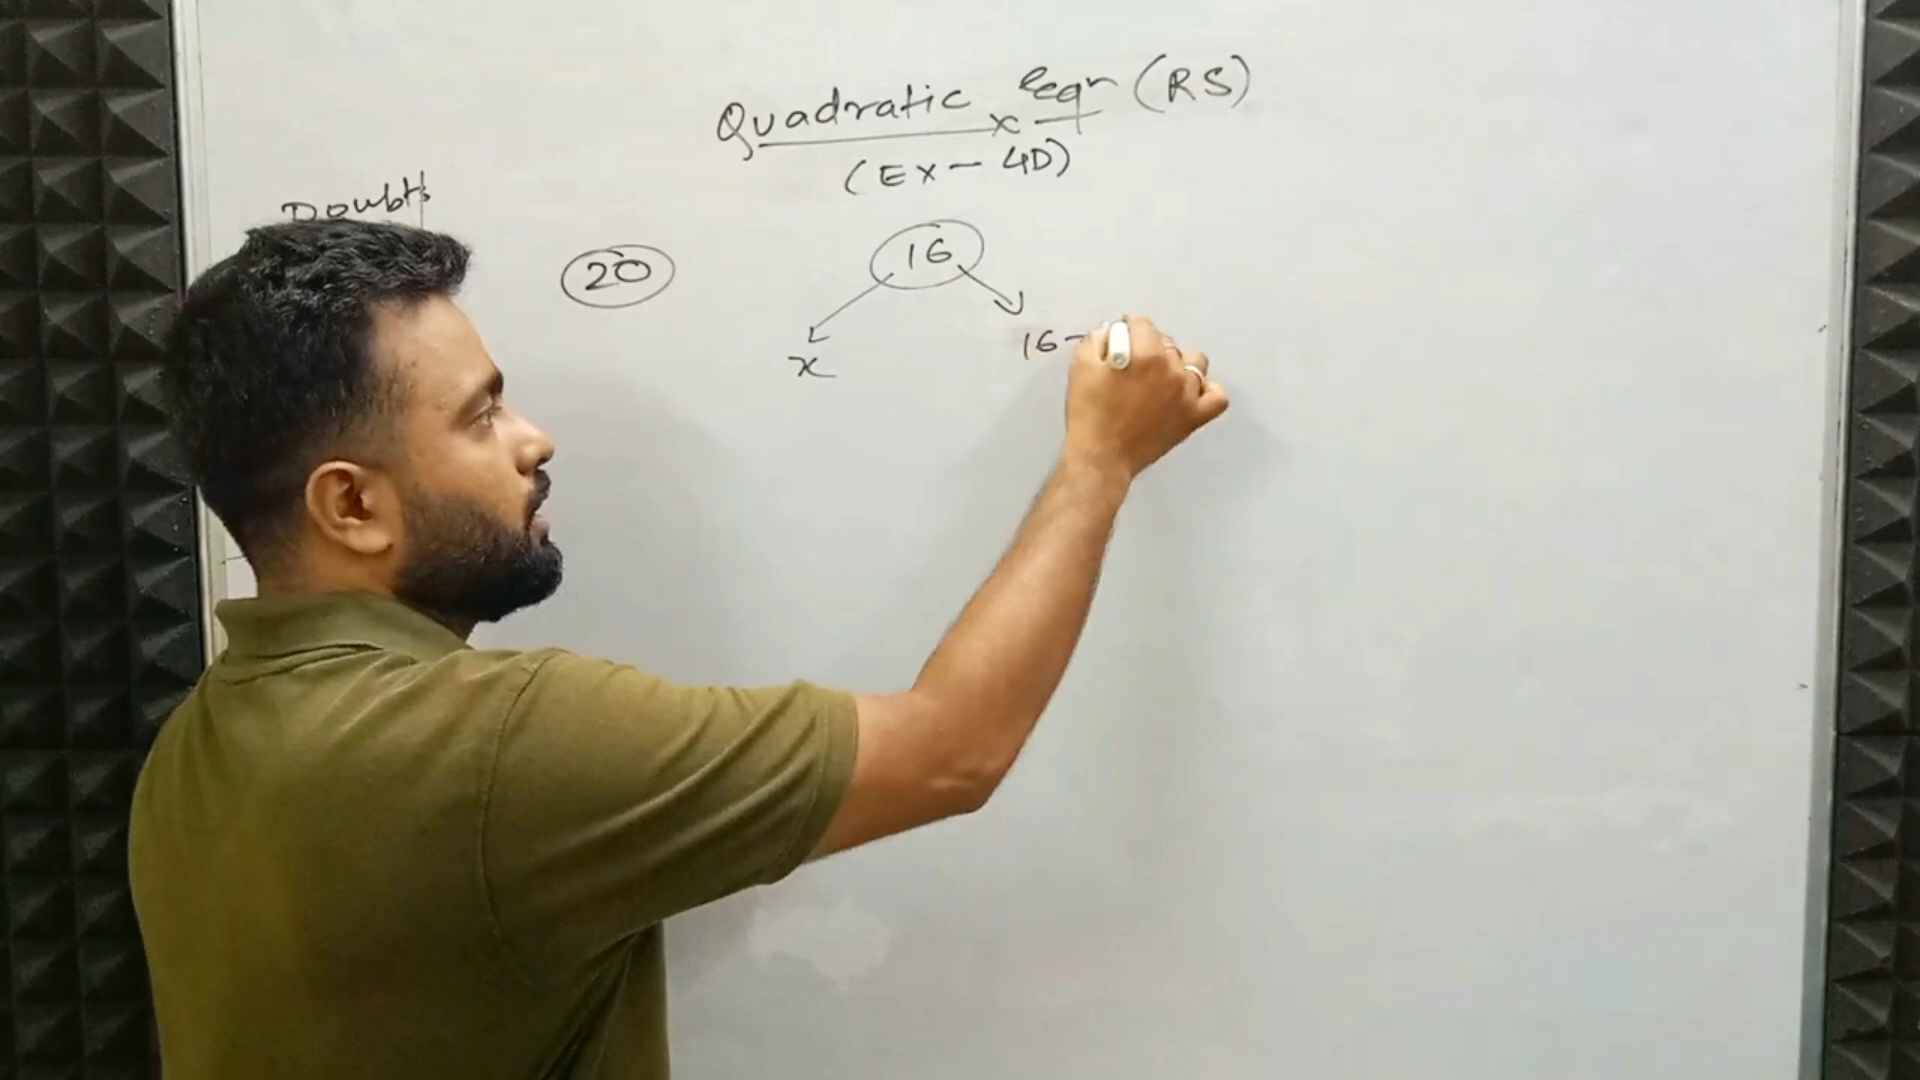 Quadratic Eqn (RS)
(Ex - 4D)
Doubts
20
16
x
16 -